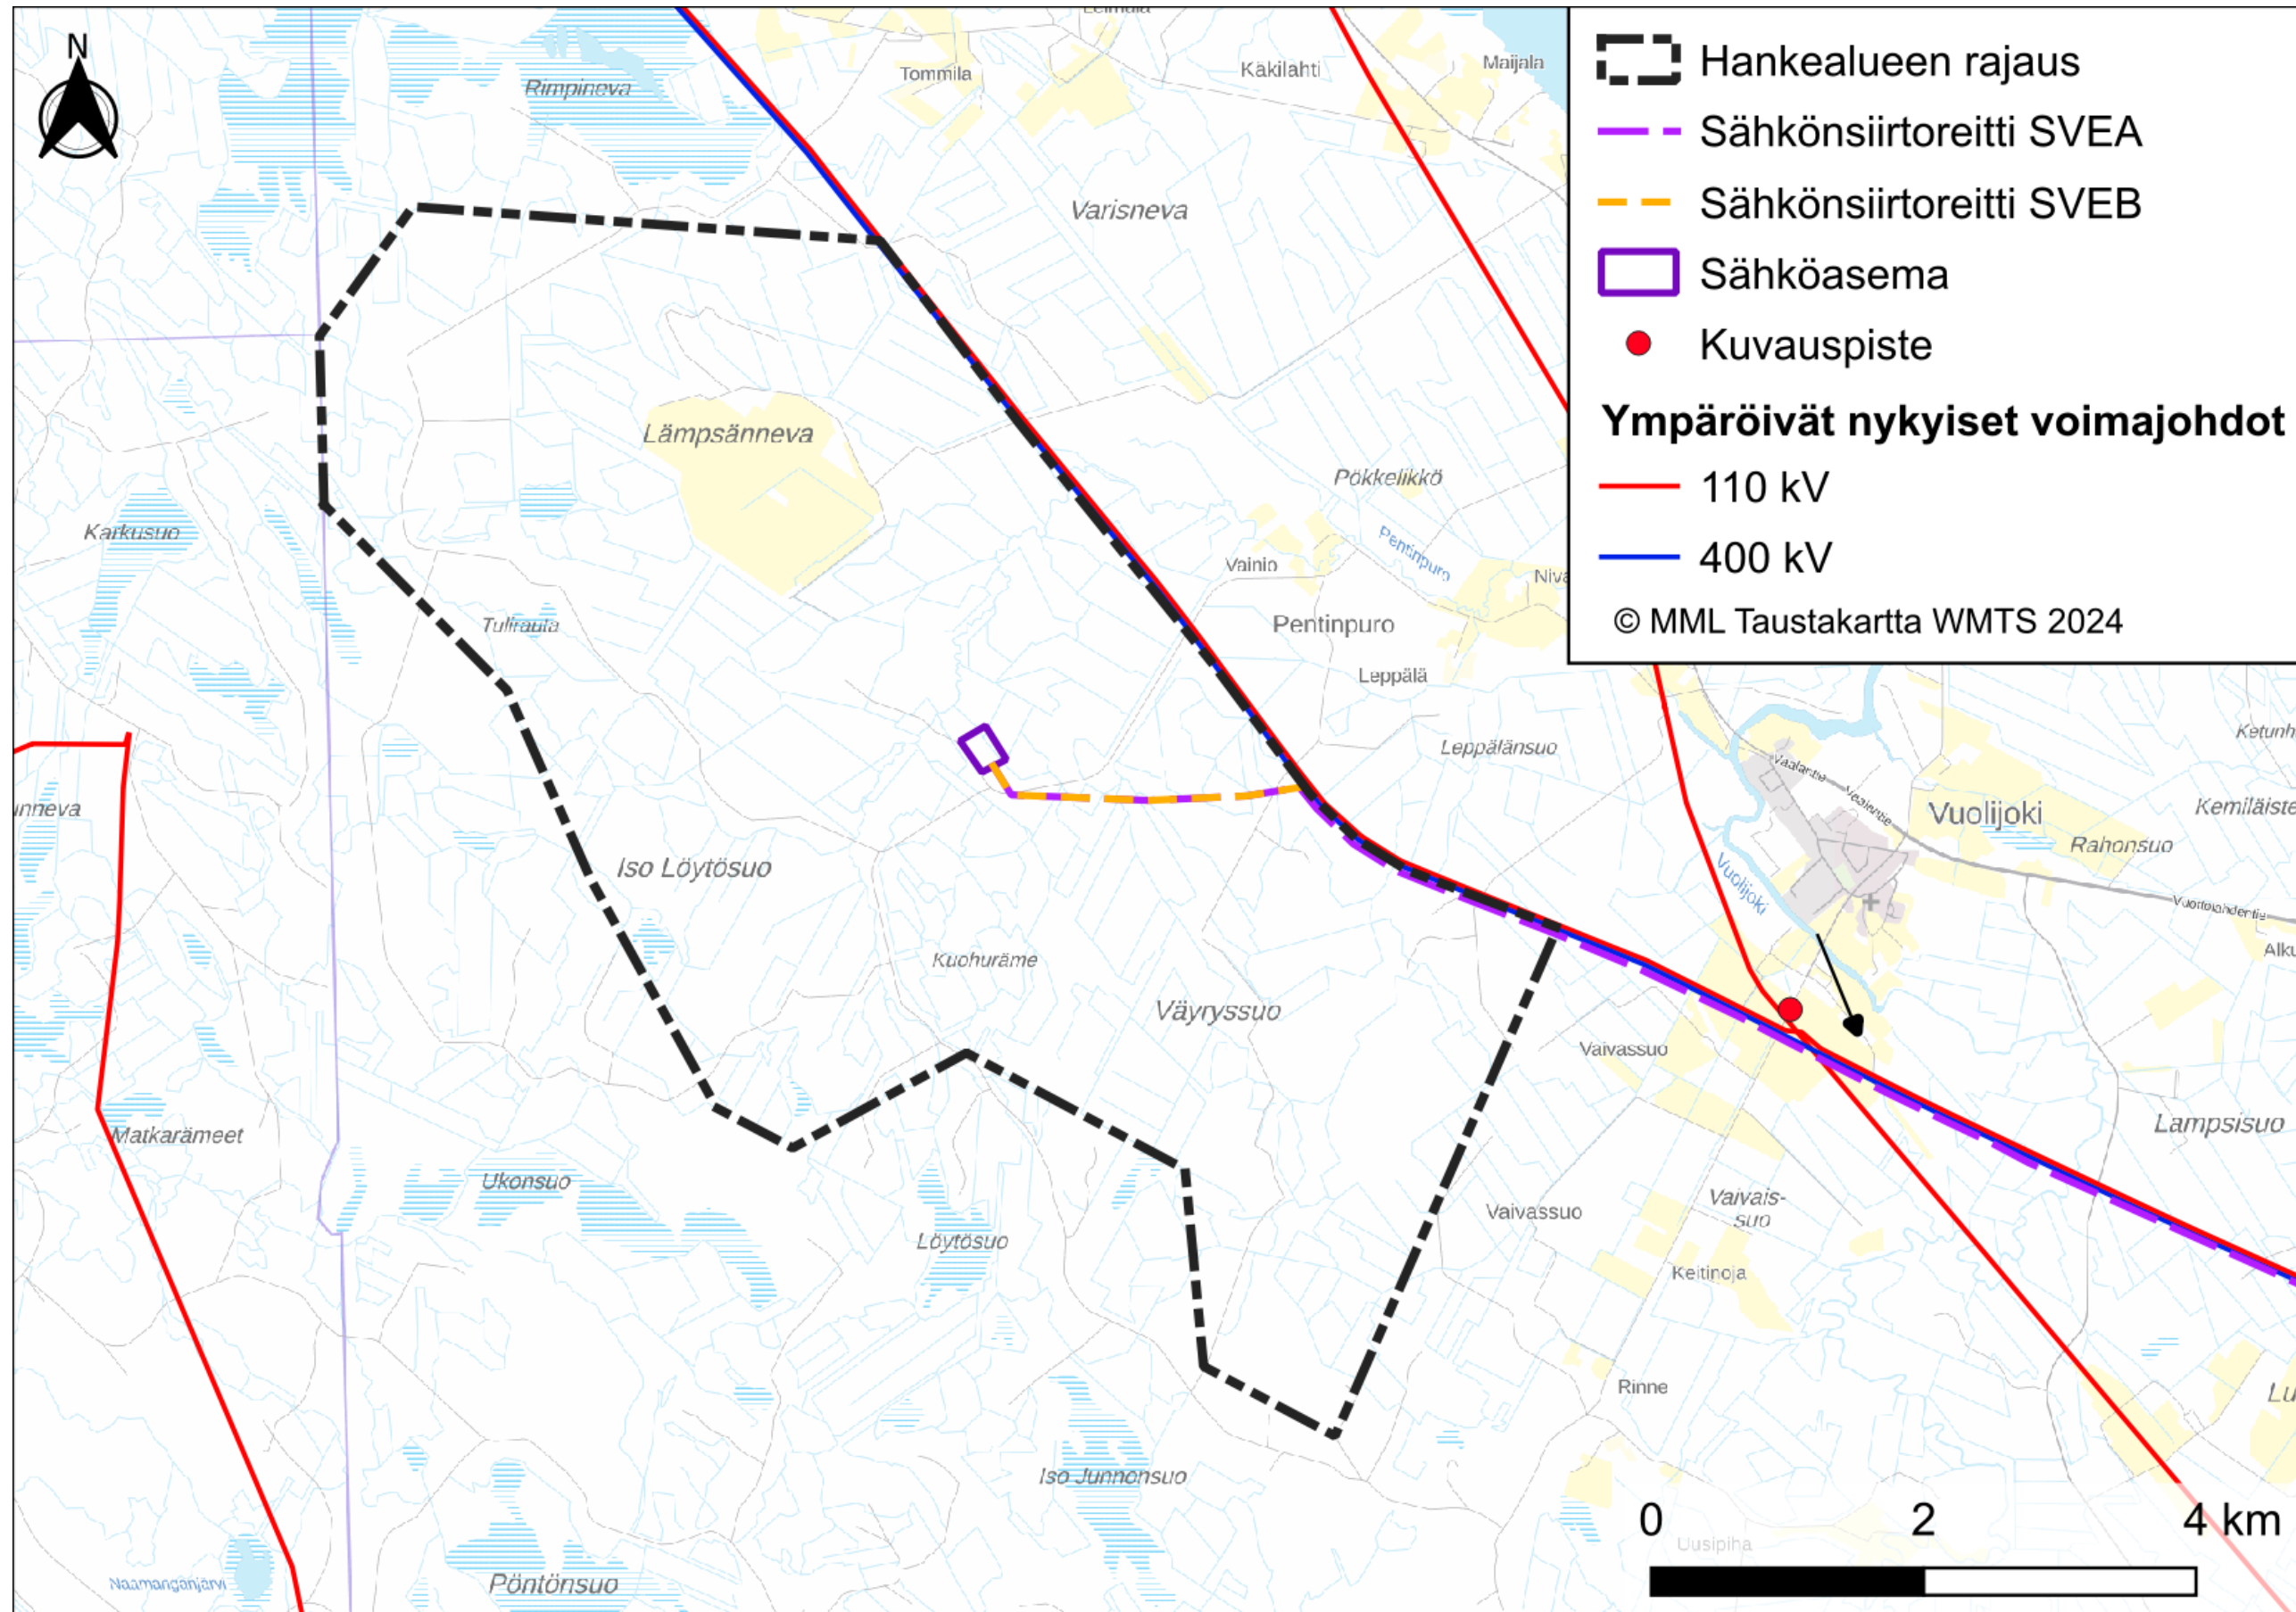 N
Rimpineva
Tommila
Käkilahti
Maijala
Varisneva
Lämpsänneva
Pökkelikkö
Karkusuo
Pentinpuro
Vainio
Tulirauta
Pentinpuro
Leppälä
Leppälänsuo
Iso Löytösuo
Vaalantie
Vaalantie
Vuolijoki
Kemiläiste
Rahonsuo
Vuolijoki
Vuottolahdentie
Kuohuräme
Väyryssuo
Vaivassuo
Matkarämeet
Lampsisuo
Ukonsuo
Vaivais-
suo
Vaivassuo
Löytösuo
Keitinoja
Rinne
Iso Junnonsuo
Uusipiha
Naamanganjärvi
Pöntönsuo
Hankealueen rajaus
Sähkönsiirtoreitti SVEA
Sähkönsiirtoreitti SVEB
Sähköasema
Kuvauspiste
Ympäröivät nykyiset voimajohdot
110 kV
400 kV
© MML Taustakartta WMTS 2024
0 2 4 km